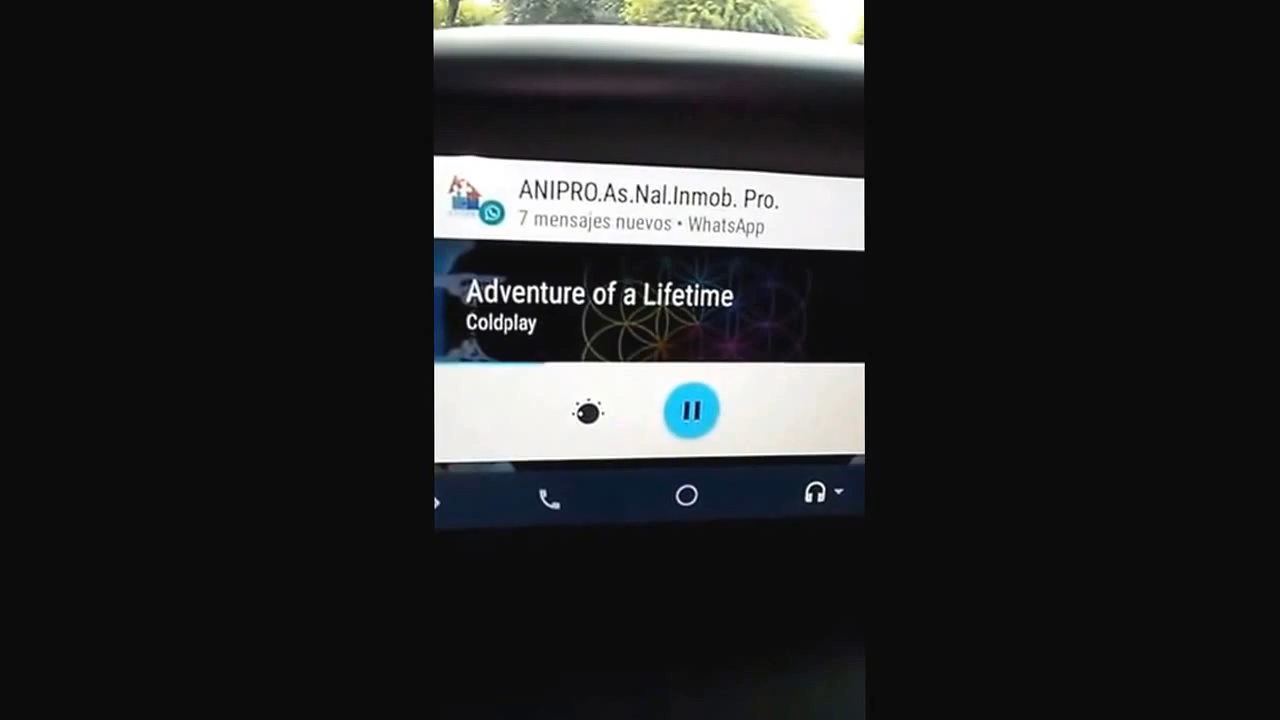 ANIPRO.As.Nal.Inmob. Pro.
7 mensajes nuevos • WhatsApp
Adventure of a Lifetime
Coldplay